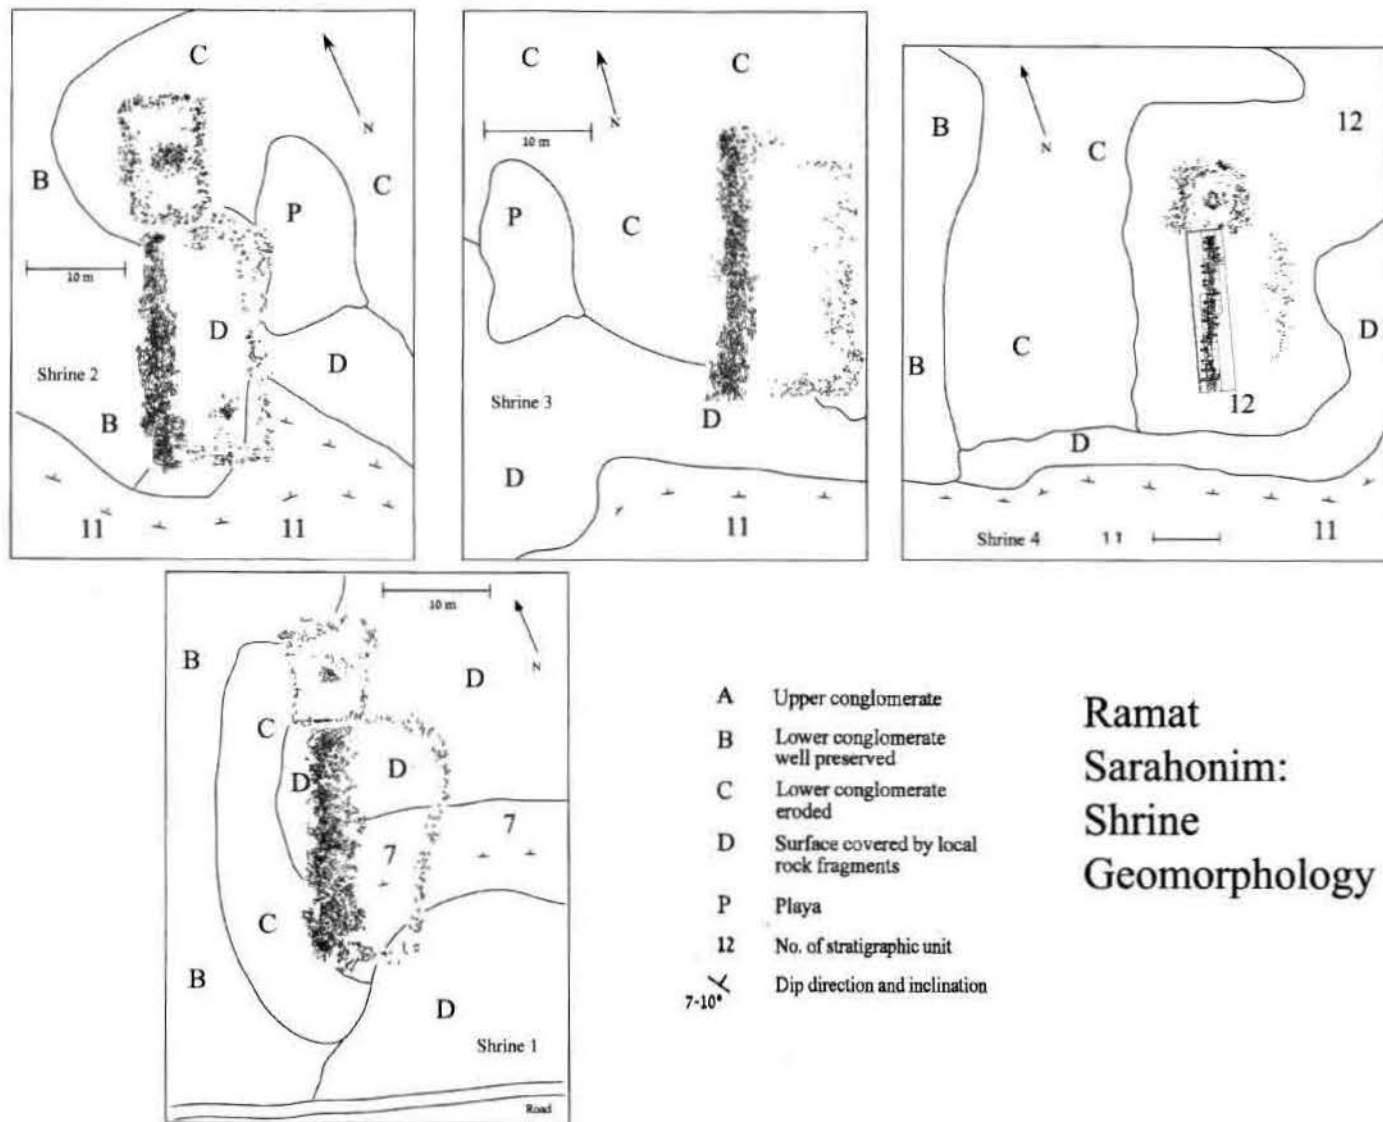 C
N
B
C
P
10 m
D
D
Shrine 2
B
11
11
C
C
N
10 m
P
C
Shrine 3
D
D
11
B
12
N
C
C
D
B
12
D
11
Shrine 4
11
10 m
N
B
D
C
D
D
7
7
C
B
D
Shrine 1
Road
A Upper conglomerate
B Lower conglomerate
well preserved
C Lower conglomerate
eroded
D Surface covered by local
rock fragments
P Playa
12 No. of stratigraphic unit
7-10° Dip direction and inclination
Ramat
Sarahonim:
Shrine
Geomorphology